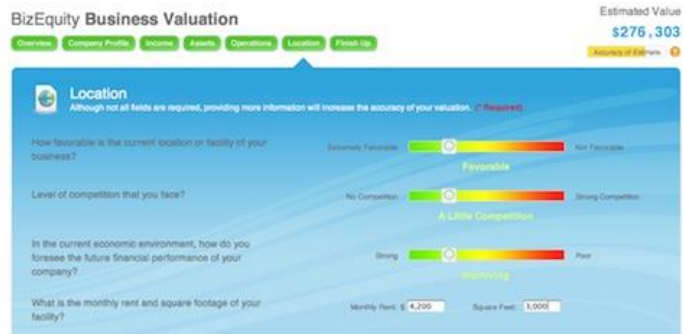 BizEquity Business Valuation
Estimated Value
$276,303
Accuracy of Estimate ?
Overview Company Profile Income Assets Operations Location Finish Up
Location
Although not all fields are required, providing more information will increase the accuracy of your valuation. (* Required)
How favorable is the current location or facility of your
business?
Extremely Favorable Not Favorable
Favorable
Level of competition that you face?
No Competition Strong Competition
A Little Competition
In the current economic environment, how do you
foresee the future financial performance of your
company?
Strong Poor
Improving
What is the monthly rent and square footage of your
facility?
Monthly Rent: $ 4,200 Square Feet: 3,000